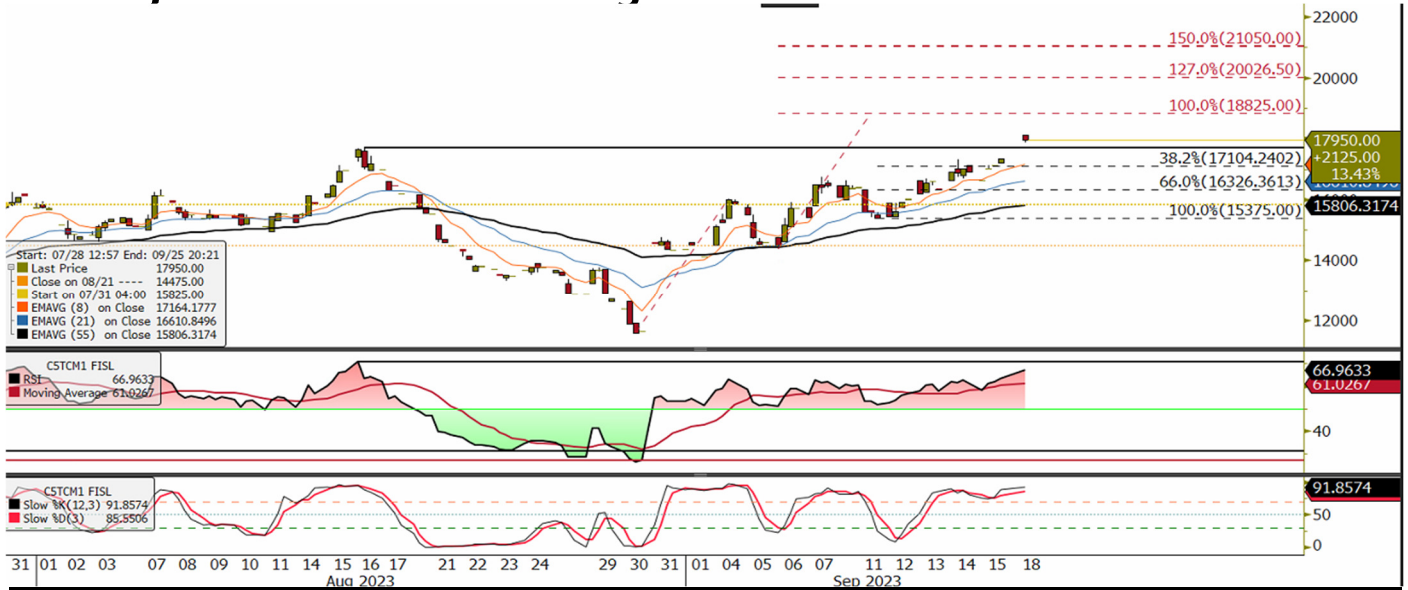 22000
150.0%(21050.00)
127.0%(20026.50)
20000
100.0%(18825.00)
17950.00
+2125.00
13.43%
38.2%(17104.2402)
66.0%(16326.3613)
15806.3174
100.0%(15375.00)
14000
12000
Start: 07/28 12:57 End: 09/25 20:21
Last Price 17950.00
Close on 08/21 ---- 14475.00
Start on 07/31 04:00 15825.00
EMAVG (8) on Close 17164.1777
EMAVG (21) on Close 16610.8496
EMAVG (55) on Close 15806.3174
CSTCM1 FISL
RSI 66.9633
Moving Average 61.0267
66.9633
61.0267
40
CSTCM1 FISL
Slow %K(12,3) 91.8574
Slow %D(3) 85.5506
91.8574
50
0
31 01 02 03 07 08 09 10 11 14 15 16 17 21 22 23 24 29 30 31 01 04 05 06 07 11 12 13 14 15 18
Aug 2023 Sep 2023